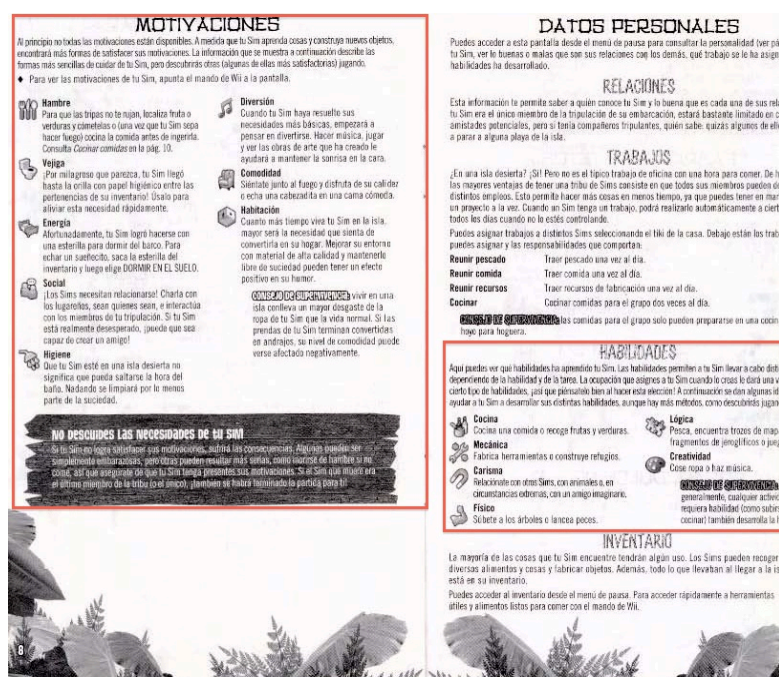 MOTIVACIONES
Al principio no todas las motivaciones están disponibles. A medida que tu Sim aprenda cosas y construya nuevos objetos,
encontrará más formas de satisfacer sus motivaciones. La información que se muestra a continuación describe las
formas más sencillas de cuidar de tu Sim, pero descubrirás otras (algunas de ellas más satisfactorias) jugando.
♦ Para ver las motivaciones de tu Sim, apunta el mando de Wii a la pantalla.
Hambre
Para que las tripas no te rujan, localiza fruta o
verduras y cómetelas o (una vez que tu Sim sepa
hacer fuego) cocina la comida antes de ingerirla.
Consulta Cocinar comidas en la pág. 10.
Vejiga
¡Por milagroso que parezca, tu Sim llegó
hasta la orilla con papel higiénico entre las
pertenencias de su inventario! Úsalo para
aliviar esta necesidad rápidamente.
Energía
Afortunadamente, tu Sim logró hacerse con
una esterilla para dormir del barco. Para
echar un sueñecito, saca la esterilla del
inventario y luego elige DORMIR EN EL SUELO.
Social
¡Los Sims necesitan relacionarse! Charla con
los lugareños, sean quienes sean, e interactúa
con los miembros de tu tripulación. Si tu Sim
está realmente desesperado, ¡puede que sea
capaz de crear un amigo!
Higiene
Que tu Sim esté en una isla desierta no
significa que pueda saltarse la hora del
baño. Nadando se limpiará por lo menos
parte de la suciedad.
Diversión
Cuando tu Sim haya resuelto sus
necesidades más básicas, empezará a
pensar en divertirse. Hacer música, jugar
y ver las obras de arte que ha creado le
ayudará a mantener la sonrisa en la cara.
Comodidad
Siéntate junto al fuego y disfruta de su calidez
o echa una cabezadita en una cama cómoda.
Habitación
Cuanto más tiempo viva tu Sim en la isla,
mayor será la necesidad que sienta de
convertirla en su hogar. Mejorar su entorno
con material de alta calidad y mantenerlo
libre de suciedad pueden tener un efecto
positivo en su humor.
CONSEJO DE SUPERVIVENCIA: vivir en una
isla conlleva un mayor desgaste de la
ropa de tu Sim que la vida normal. Si las
prendas de tu Sim terminan convertidas
en andrajos, su nivel de comodidad puede
verse afectado negativamente.
NO DESCUIDES LAS NECESIDADES DE TU SIM
Si tu Sim no logra satisfacer sus motivaciones, sufrirá las consecuencias. Algunas pueden ser
simplemente embarazosas, pero otras pueden resultar más serias, como morirse de hambre si no
come, así que asegúrate de que tu Sim tenga presentes sus motivaciones. Si el Sim que muere era
el último miembro de la tribu (o el único), ¡también se habrá terminado la partida para ti!
8
DATOS PERSONALES
Puedes acceder a esta pantalla desde el menú de pausa para consultar la personalidad (ver
tu Sim, ver lo buenas o malas que son sus relaciones con los demás, qué trabajo se le ha
habilidades ha desarrollado.
RELACIONES
Esta información te permite saber a quién conoce tu Sim y lo buena que es cada una de sus
tu Sim era el único miembro de la tripulación de su embarcación, estará bastante limitado en
amistades potenciales, pero si tenía compañeros tripulantes, quién sabe: quizás algunos de
a parar a alguna playa de la isla.
TRABAJOS
¿En una isla desierta? ¡Sí! Pero no es el típico trabajo de oficina con una hora para comer. De
las mayores ventajas de tener una tribu de Sims consiste en que todos sus miembros pueden
distintos empleos. Esto permite hacer más cosas en menos tiempo, ya que puedes tener en
un proyecto a la vez. Cuando un Sim tenga un trabajo, podrá realizarlo automáticamente a
todos los días cuando no lo estés controlando.
Puedes asignar trabajos a distintos Sims seleccionando el tiki de la casa. Debajo están los
puedes asignar y las responsabilidades que comportan:
Reunir pescado Traer pescado una vez al día.
Reunir comida Traer comida una vez al día.
Reunir recursos Traer recursos de fabricación una vez al día.
Cocinar Cocinar comidas para el grupo dos veces al día.
CONSEJO DE SUPERVIVENCIA: las comidas para el grupo solo pueden prepararse en una
hoyo para hoguera.
HABILIDADES
Aquí puedes ver qué habilidades ha aprendido tu Sim. Las habilidades permiten a tu Sim llevar a cabo
dependiendo de la habilidad y de la tarea. La ocupación que asignes a tu Sim cuando lo creas le dará una
cierto tipo de habilidades, ¡así que piénsatelo bien al hacer esta elección! A continuación se dan algunas
ayudar a tu Sim a desarrollar sus distintas habilidades, aunque hay más métodos, como descubrirás
Cocina
Cocina una comida o recoge frutas y verduras.
Mecánica
Fabrica herramientas o construye refugios.
Carisma
Relaciónate con otros Sims, con animales o, en
circunstancias extremas, con un amigo imaginario.
Físico
Súbete a los árboles o lancea peces.
Lógica
Pesca, encuentra trozos de
fragmentos de jeroglíficos o
Creatividad
Cose ropa o haz música.
CONSEJO DE SUPERVIVENCIA:
generalmente, cualquier
requiera habilidad (como
cocinar) también desarrolla la
INVENTARIO
La mayoría de las cosas que tu Sim encuentre tendrán algún uso. Los Sims pueden recoger
diversos alimentos y cosas y fabricar objetos. Además, todo lo que llevaban al llegar a la
está en su inventario.
Puedes acceder al inventario desde el menú de pausa. Para acceder rápidamente a herramientas
útiles y alimentos listos para comer con el mando de Wii.